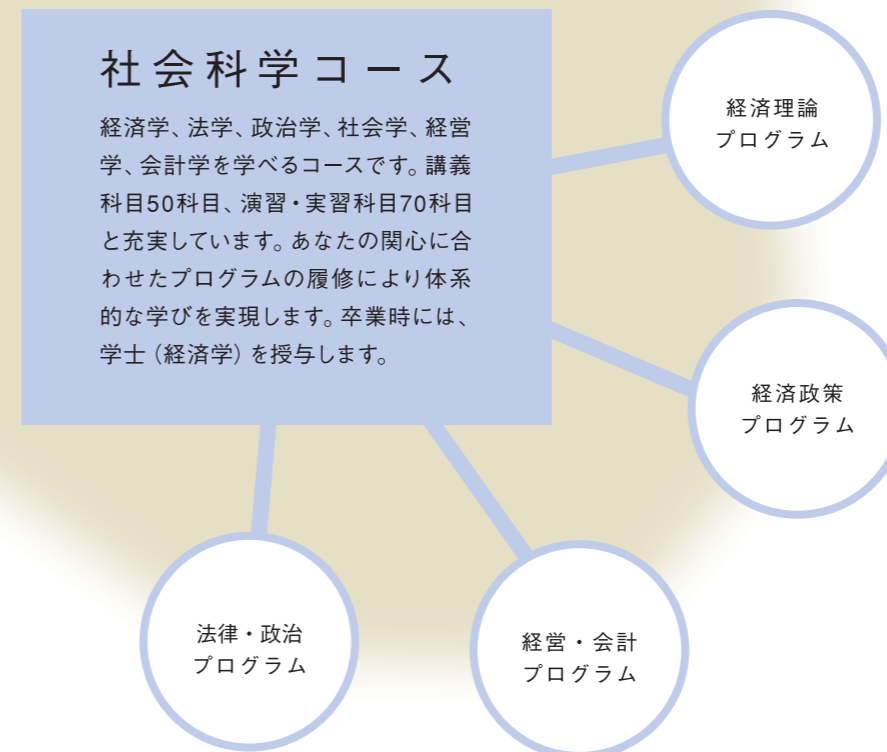 社会科学コース
経済学、法学、政治学、社会学、経営
学、会計学を学べるコースです。講義
科目50科目、演習・実習科目70科目
と充実しています。あなたの関心に合
わせたプログラムの履修により体系
的な学びを実現します。卒業時には、
学士（経済学）を授与します。
経済理論
プログラム
経済政策
プログラム
経営・会計
プログラム
法律・政治
プログラム